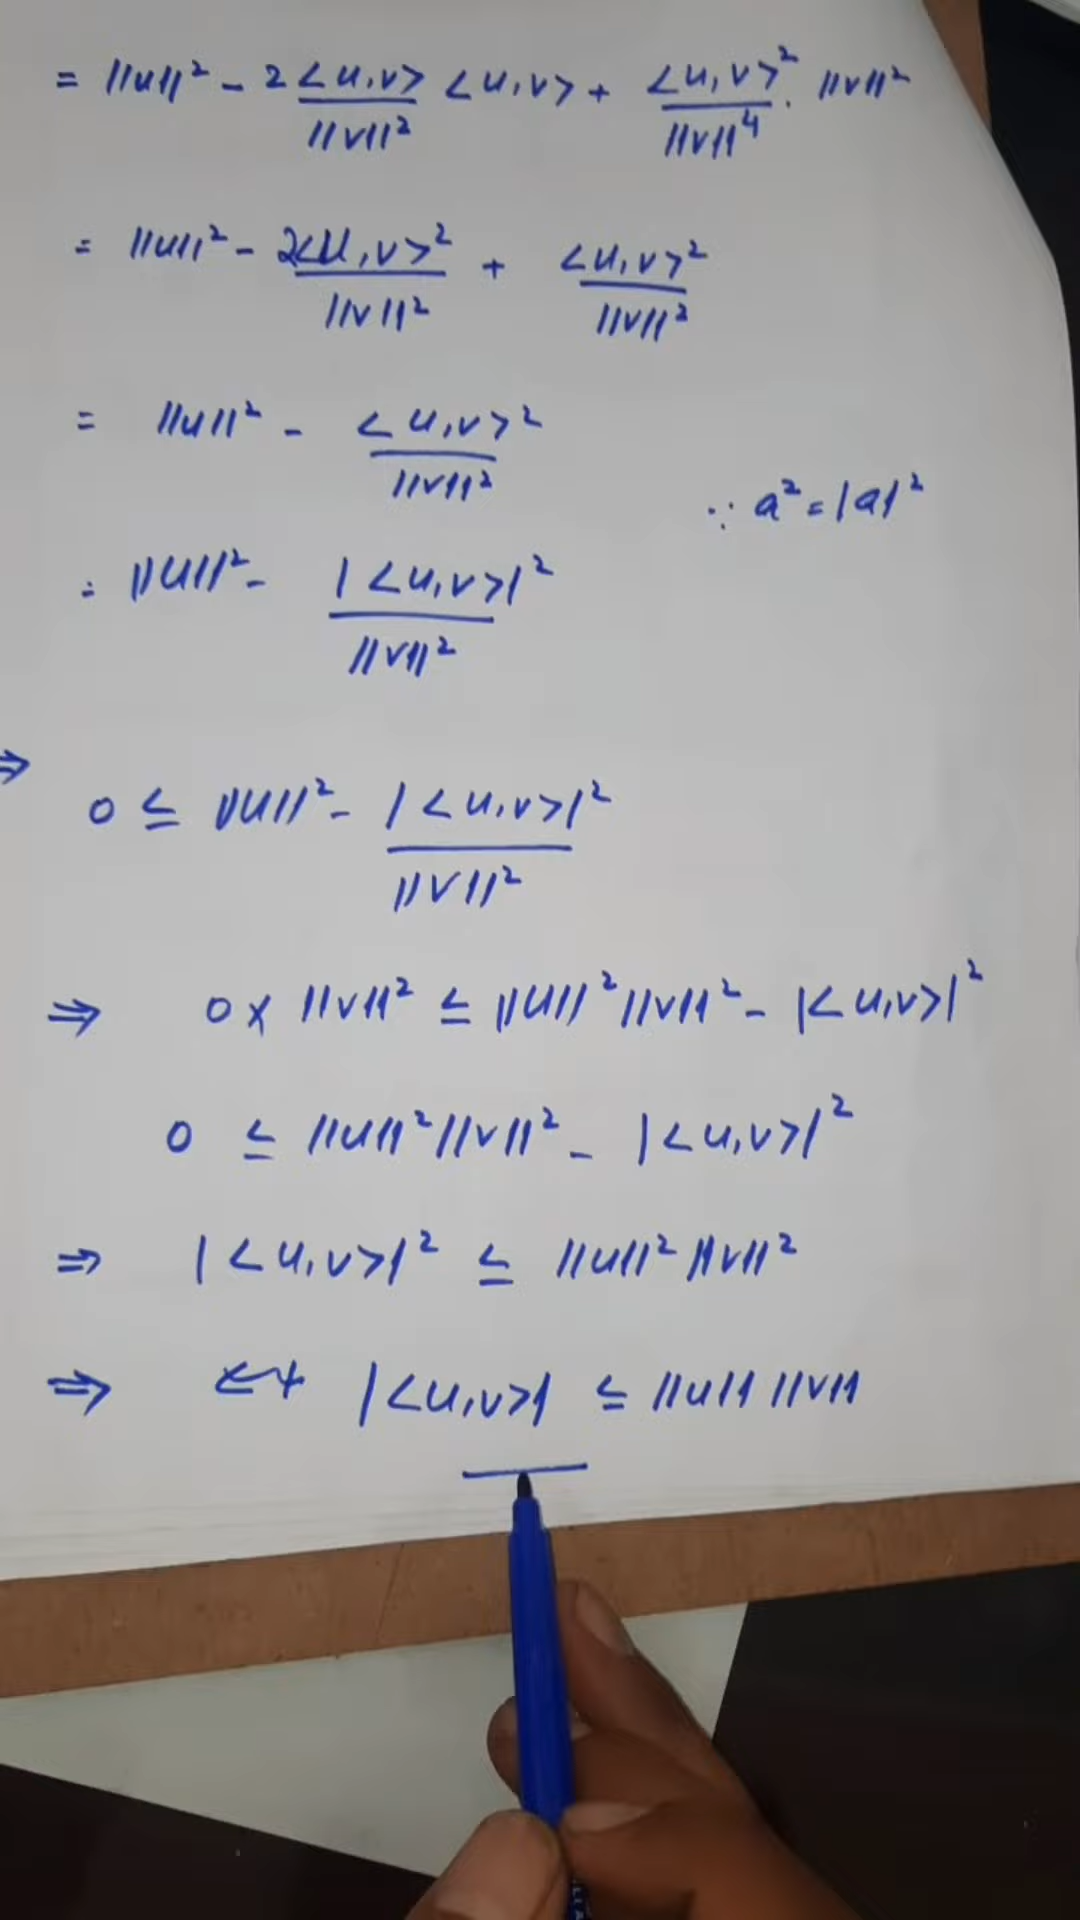 = ||u||² - 2 <u,v>/||v||² <u,v> + <u,v>²/||v||⁴ . ||v||²
= ||u||² - 2<u,v>²/||v||² + <u,v>²/||v||²
= ||u||² - <u,v>²/||v||²
∵ a² = |a|²
= ||u||² - |<u,v>|²/||v||²
⇒
0 ≤ ||u||² - |<u,v>|²/||v||²
⇒ 0 × ||v||² ≤ ||u||² ||v||² - |<u,v>|²
0 ≤ ||u||² ||v||² - |<u,v>|²
⇒ |<u,v>|² ≤ ||u||² ||v||²
⇒ |<u,v>| ≤ ||u|| ||v||